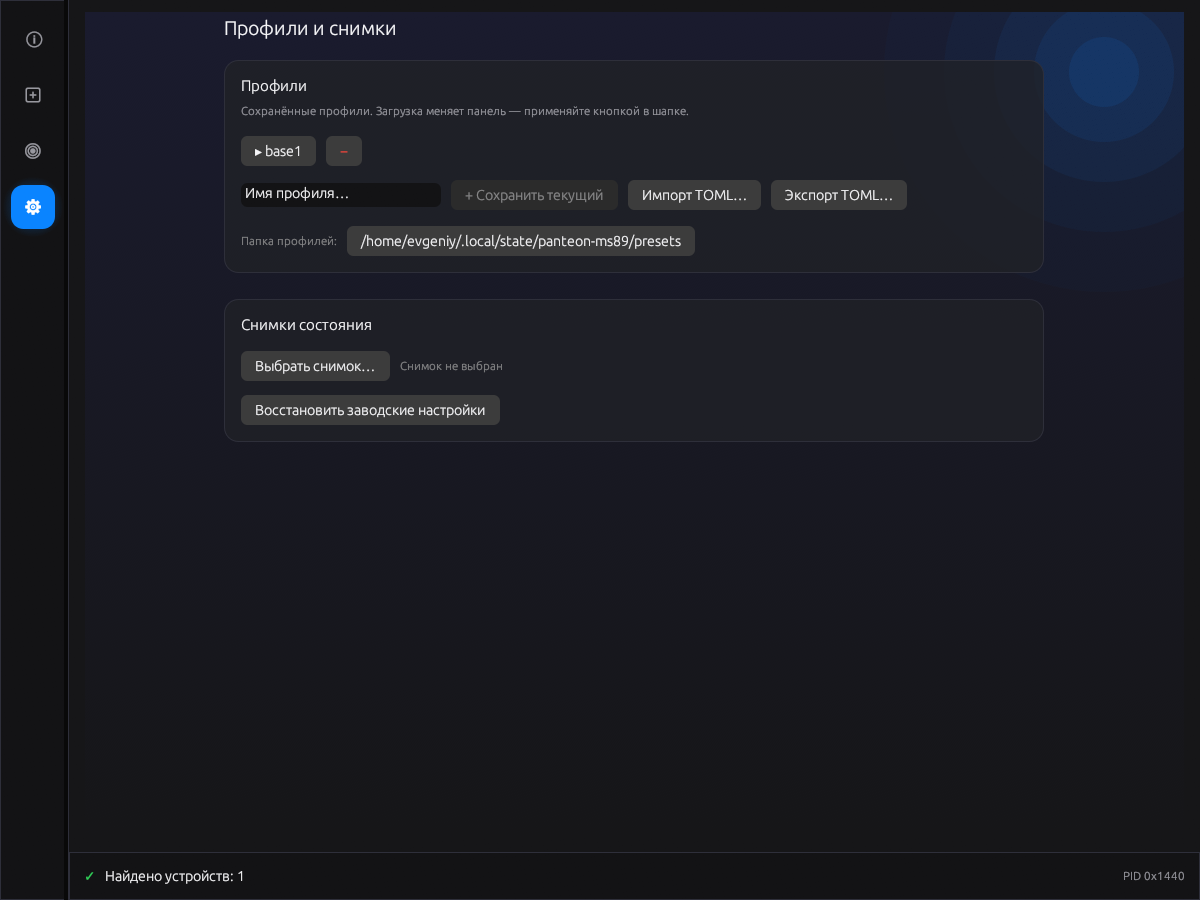 Профили и снимки
Профили
Сохранённые профили. Загрузка меняет панель — применяйте кнопкой в шапке.
▸ base1 −
Имя профиля… + Сохранить текущий Импорт TOML… Экспорт TOML…
Папка профилей: /home/evgeniy/.local/state/panteon-ms89/presets
Снимки состояния
Выбрать снимок… Снимок не выбран
Восстановить заводские настройки
✓ Найдено устройств: 1 PID 0x1440